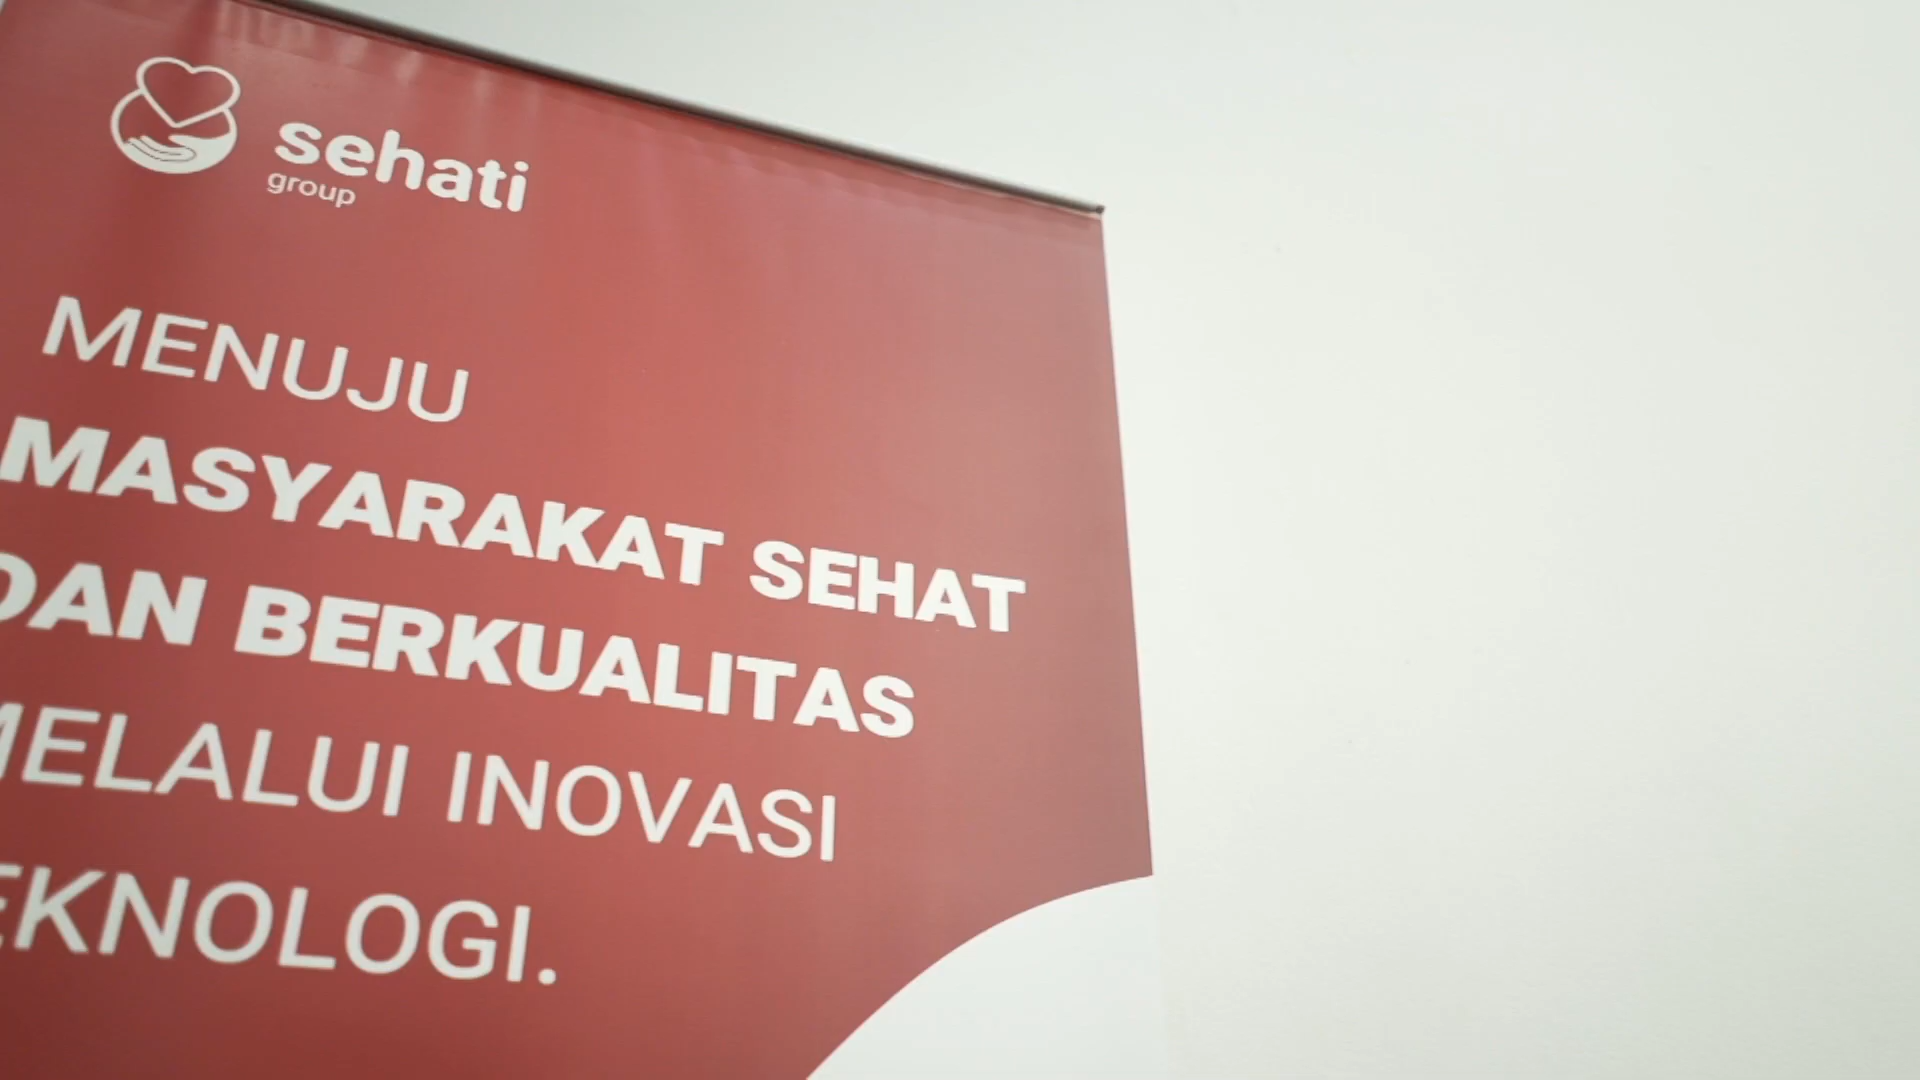 sehati
group
MENUJU
MASYARAKAT SEHAT
DAN BERKUALITAS
MELALUI INOVASI
EKNOLOGI.